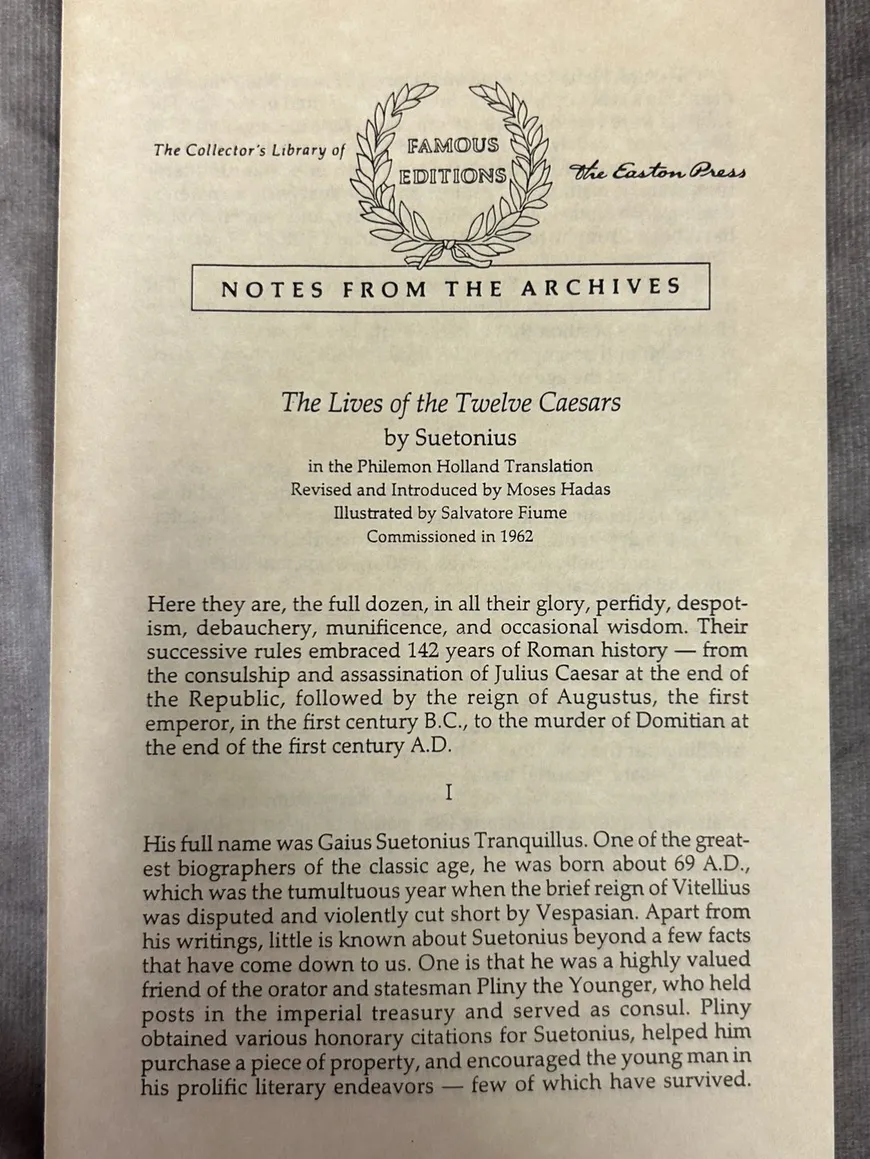 The Collector's Library of
FAMOUS
EDITIONS
The Easton Press
NOTES FROM THE ARCHIVES
The Lives of the Twelve Caesars
by Suetonius
in the Philemon Holland Translation
Revised and Introduced by Moses Hadas
Illustrated by Salvatore Fiume
Commissioned in 1962
Here they are, the full dozen, in all their glory, perfidy, despot-
ism, debauchery, munificence, and occasional wisdom. Their
successive rules embraced 142 years of Roman history — from
the consulship and assassination of Julius Caesar at the end of
the Republic, followed by the reign of Augustus, the first
emperor, in the first century B.C., to the murder of Domitian at
the end of the first century A.D.
I
His full name was Gaius Suetonius Tranquillus. One of the great-
est biographers of the classic age, he was born about 69 A.D.,
which was the tumultuous year when the brief reign of Vitellius
was disputed and violently cut short by Vespasian. Apart from
his writings, little is known about Suetonius beyond a few facts
that have come down to us. One is that he was a highly valued
friend of the orator and statesman Pliny the Younger, who held
posts in the imperial treasury and served as consul. Pliny
obtained various honorary citations for Suetonius, helped him
purchase a piece of property, and encouraged the young man in
his prolific literary endeavors — few of which have survived.